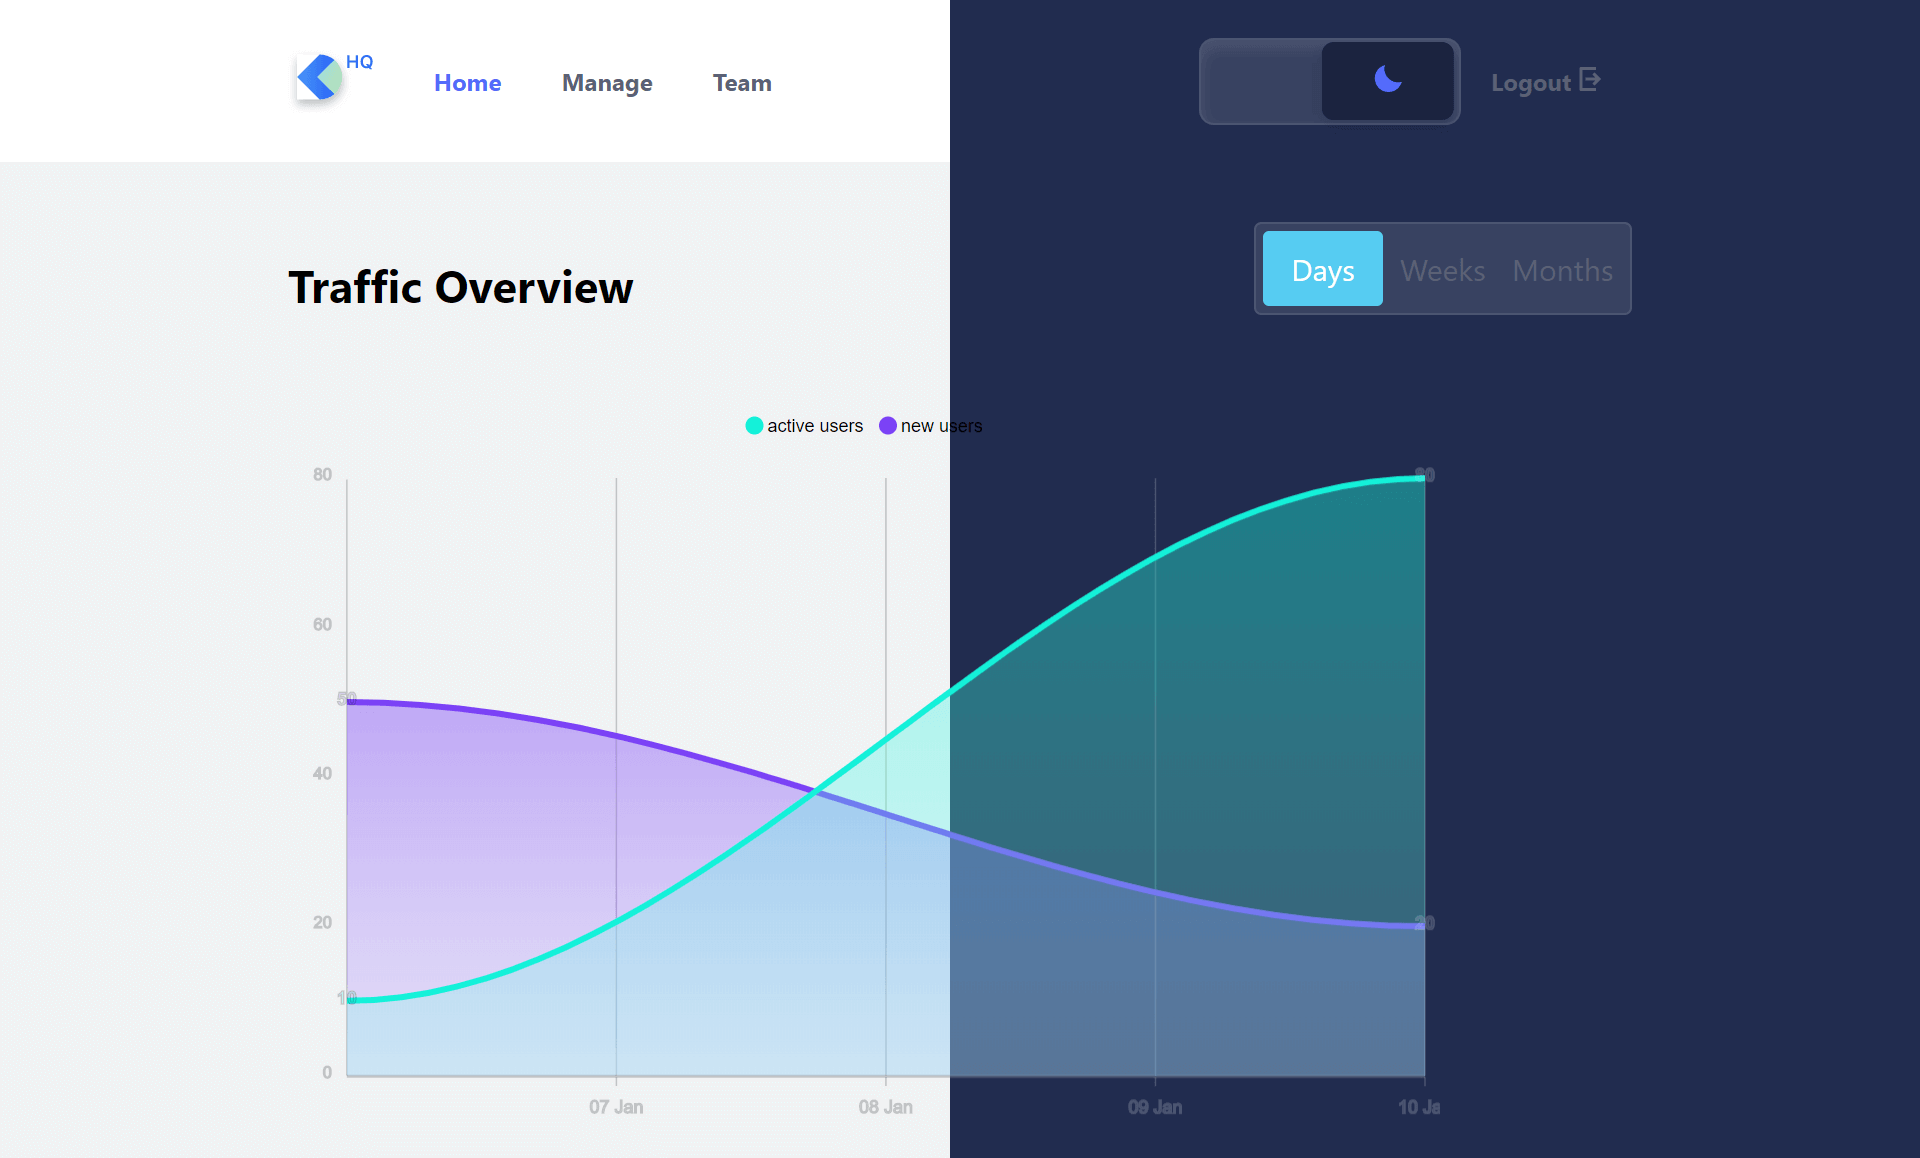 HQ
Home Manage Team Logout
Traffic Overview
Days Weeks Months
active users new users
80 80
60
50
40
20 20
10
0
07 Jan 08 Jan 09 Jan 10 Ja